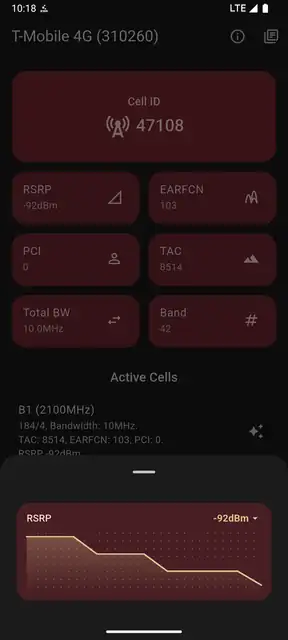 10:18
LTE
T-Mobile 4G (310260)
Cell ID
47108
RSRP
-92dBm
EARFCN
103
PCI
0
TAC
8514
Total BW
10.0MHz
Band
42
#
Active Cells
B1 (2100MHz)
184/4, Bandwidth: 10MHz.
TAC: 8514, EARFCN: 103, PCI: 0.
RSRP -92dBm
RSRP
-92dBm